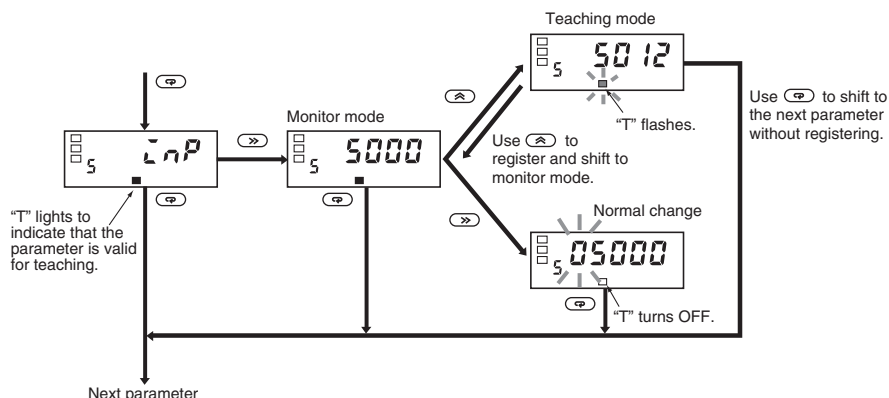 Teaching mode
S 5012
"T" flashes.
Use to shift to
the next parameter
without registering.
Monitor mode
S inP
S 5000
Use to
register and shift to
monitor mode.
"T" lights to
indicate that the
parameter is valid
for teaching.
Normal change
S 05000
"T" turns OFF.
Next parameter